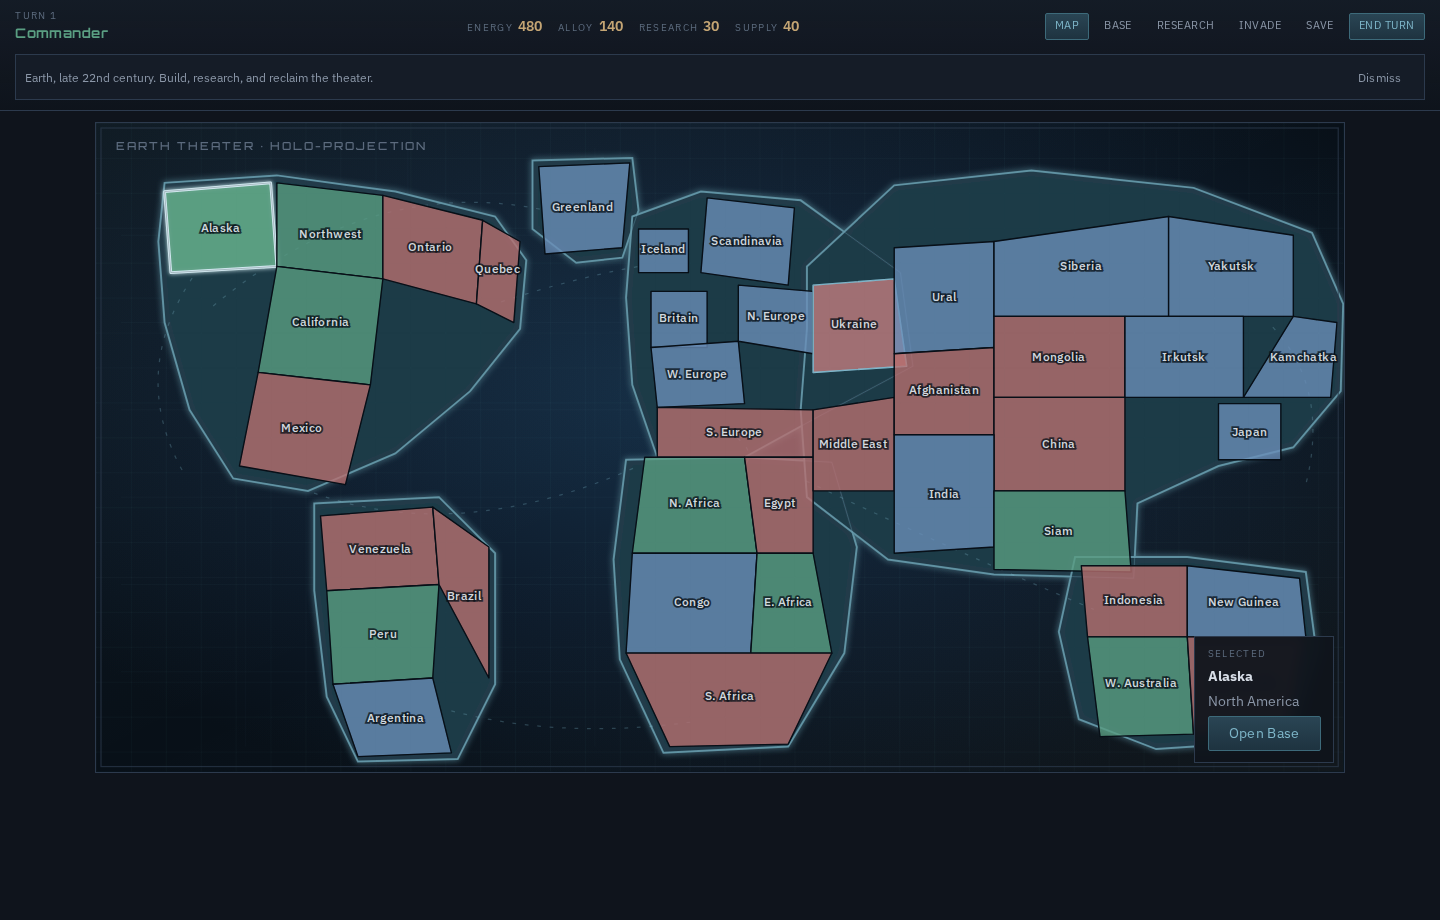 TURN 1
Commander
ENERGY 480 ALLOY 140 RESEARCH 30 SUPPLY 40
MAP BASE RESEARCH INVADE SAVE END TURN
Earth, late 22nd century. Build, research, and reclaim the theater.
Dismiss
EARTH THEATER · HOLO-PROJECTION
Alaska
Northwest
Ontario
Quebec
California
Mexico
Greenland
Iceland
Scandinavia
Britain
N. Europe
Ukraine
W. Europe
S. Europe
Ural
Siberia
Yakutsk
Mongolia
Irkutsk
Kamchatka
Afghanistan
Middle East
China
Japan
India
Siam
Venezuela
Brazil
Peru
Argentina
N. Africa
Egypt
Congo
E. Africa
S. Africa
Indonesia
New Guinea
W. Australia
SELECTED
Alaska
North America
Open Base